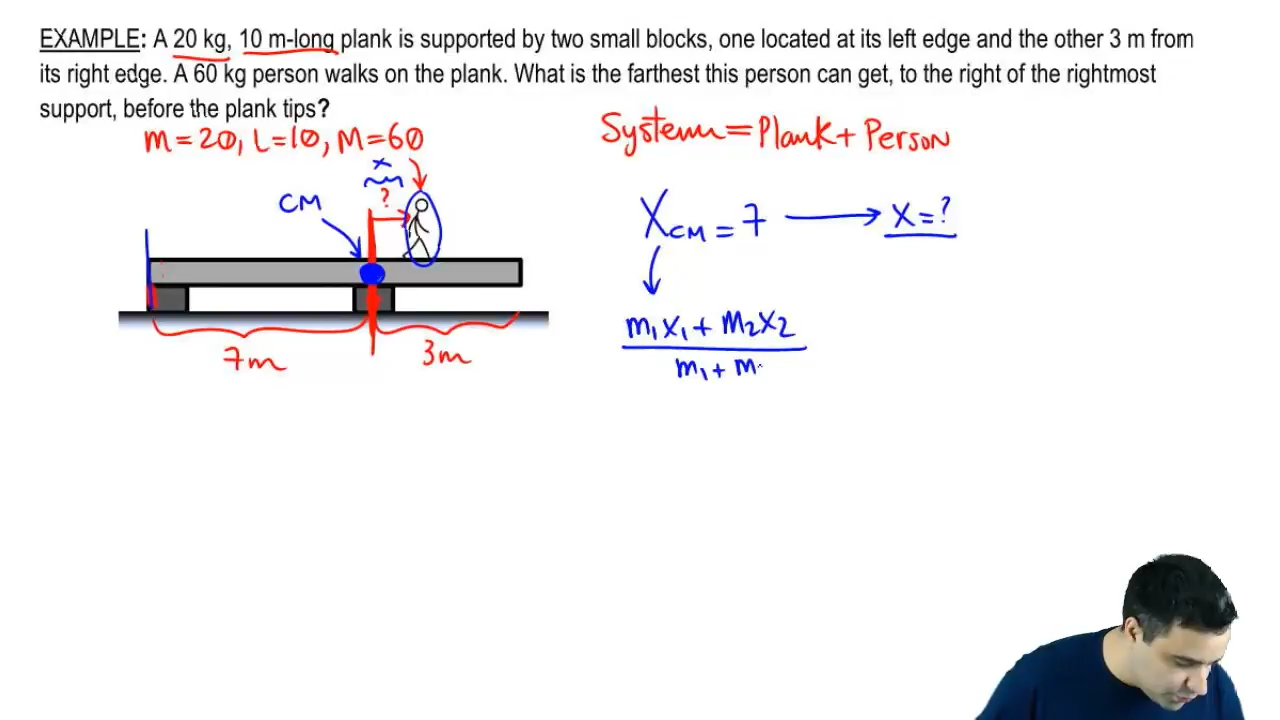 EXAMPLE: A 20 kg, 10 m-long plank is supported by two small blocks, one located at its left edge and the other 3 m from
its right edge. A 60 kg person walks on the plank. What is the farthest this person can get, to the right of the rightmost
support, before the plank tips?
m=20, L=10, M=60
System=Plank+Person
x
?
CM
X_CM=7 → x=?
m₁x₁+m₂x₂
m₁+m
7m
3m